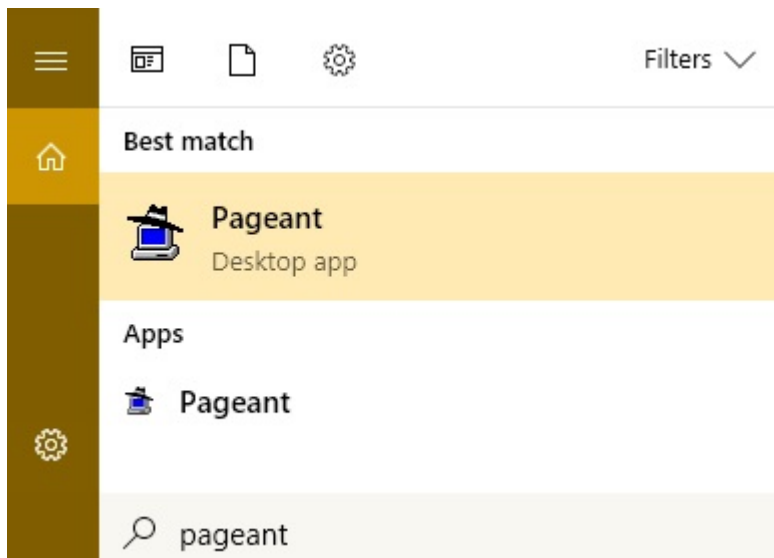 Filters
Best match
Pageant
Desktop app
Apps
Pageant
pageant